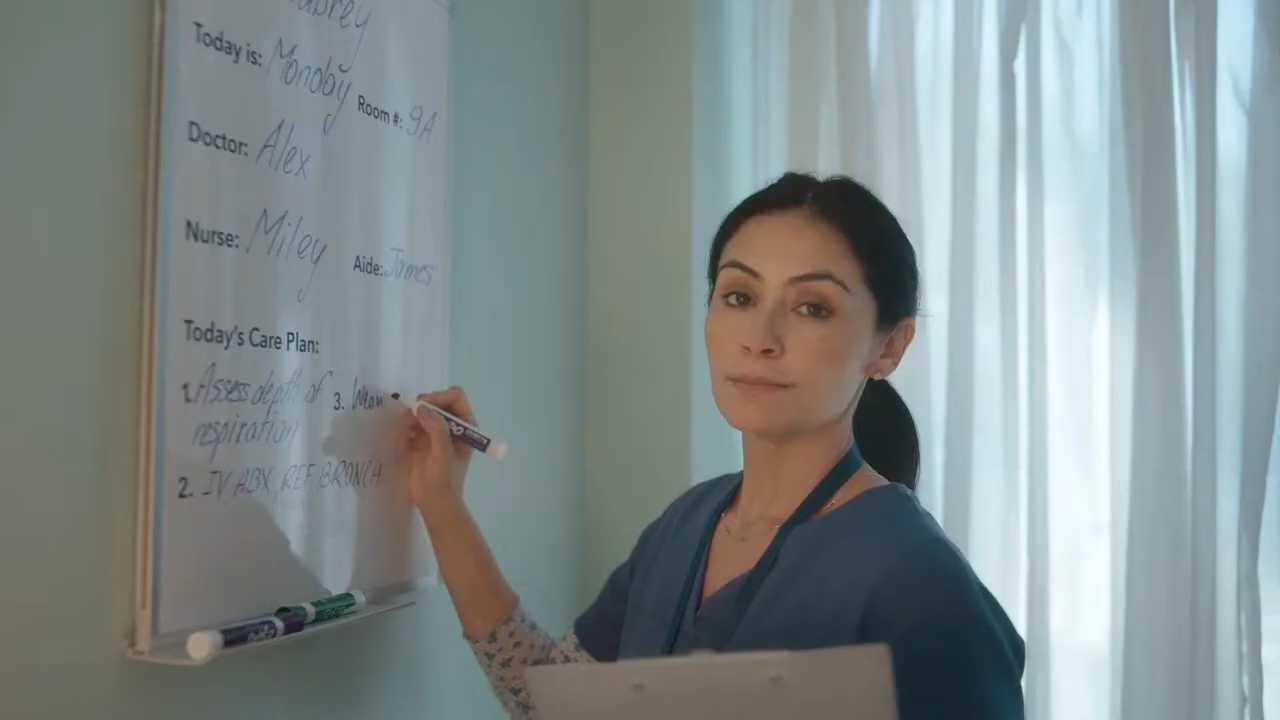 Today is: Monday
Room #: 9A
Doctor: Alex
Nurse: Miley
Aide: James
Today's Care Plan:
1. Assess depth of
respiration
2. IV ABX, REF. BRONCH
3. Wean